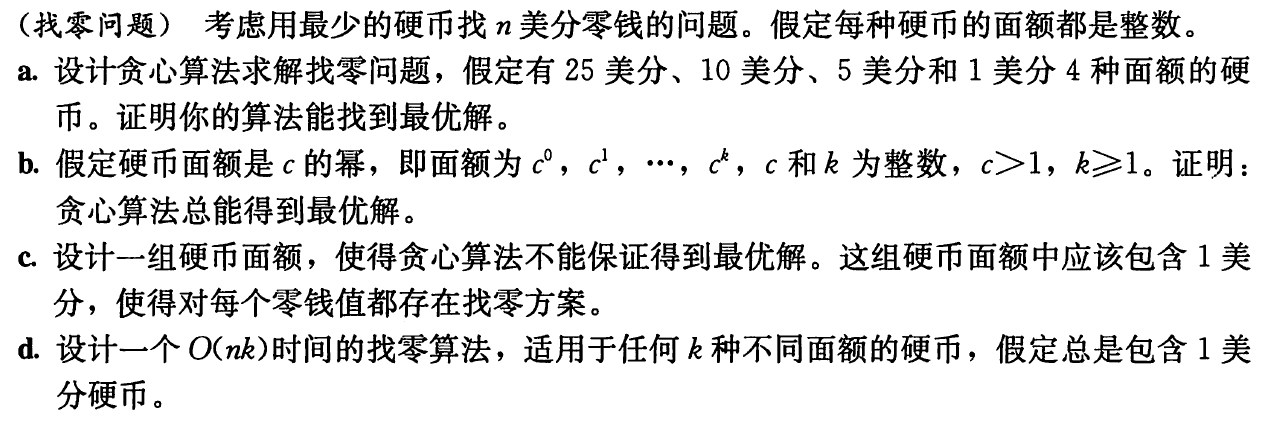 （找零问题） 考虑用最少的硬币找 n 美分零钱的问题。假定每种硬币的面额都是整数。
a. 设计贪心算法求解找零问题，假定有 25 美分、10 美分、5 美分和 1 美分 4 种面额的硬
币。证明你的算法能找到最优解。
b. 假定硬币面额是 c 的幂，即面额为 c⁰，c¹，…，cᵏ，c 和 k 为整数，c＞1，k≥1。证明：
贪心算法总能得到最优解。
c. 设计一组硬币面额，使得贪心算法不能保证得到最优解。这组硬币面额中应该包含 1 美
分，使得对每个零钱值都存在找零方案。
d. 设计一个 O(nk)时间的找零算法，适用于任何 k 种不同面额的硬币，假定总是包含 1 美
分硬币。